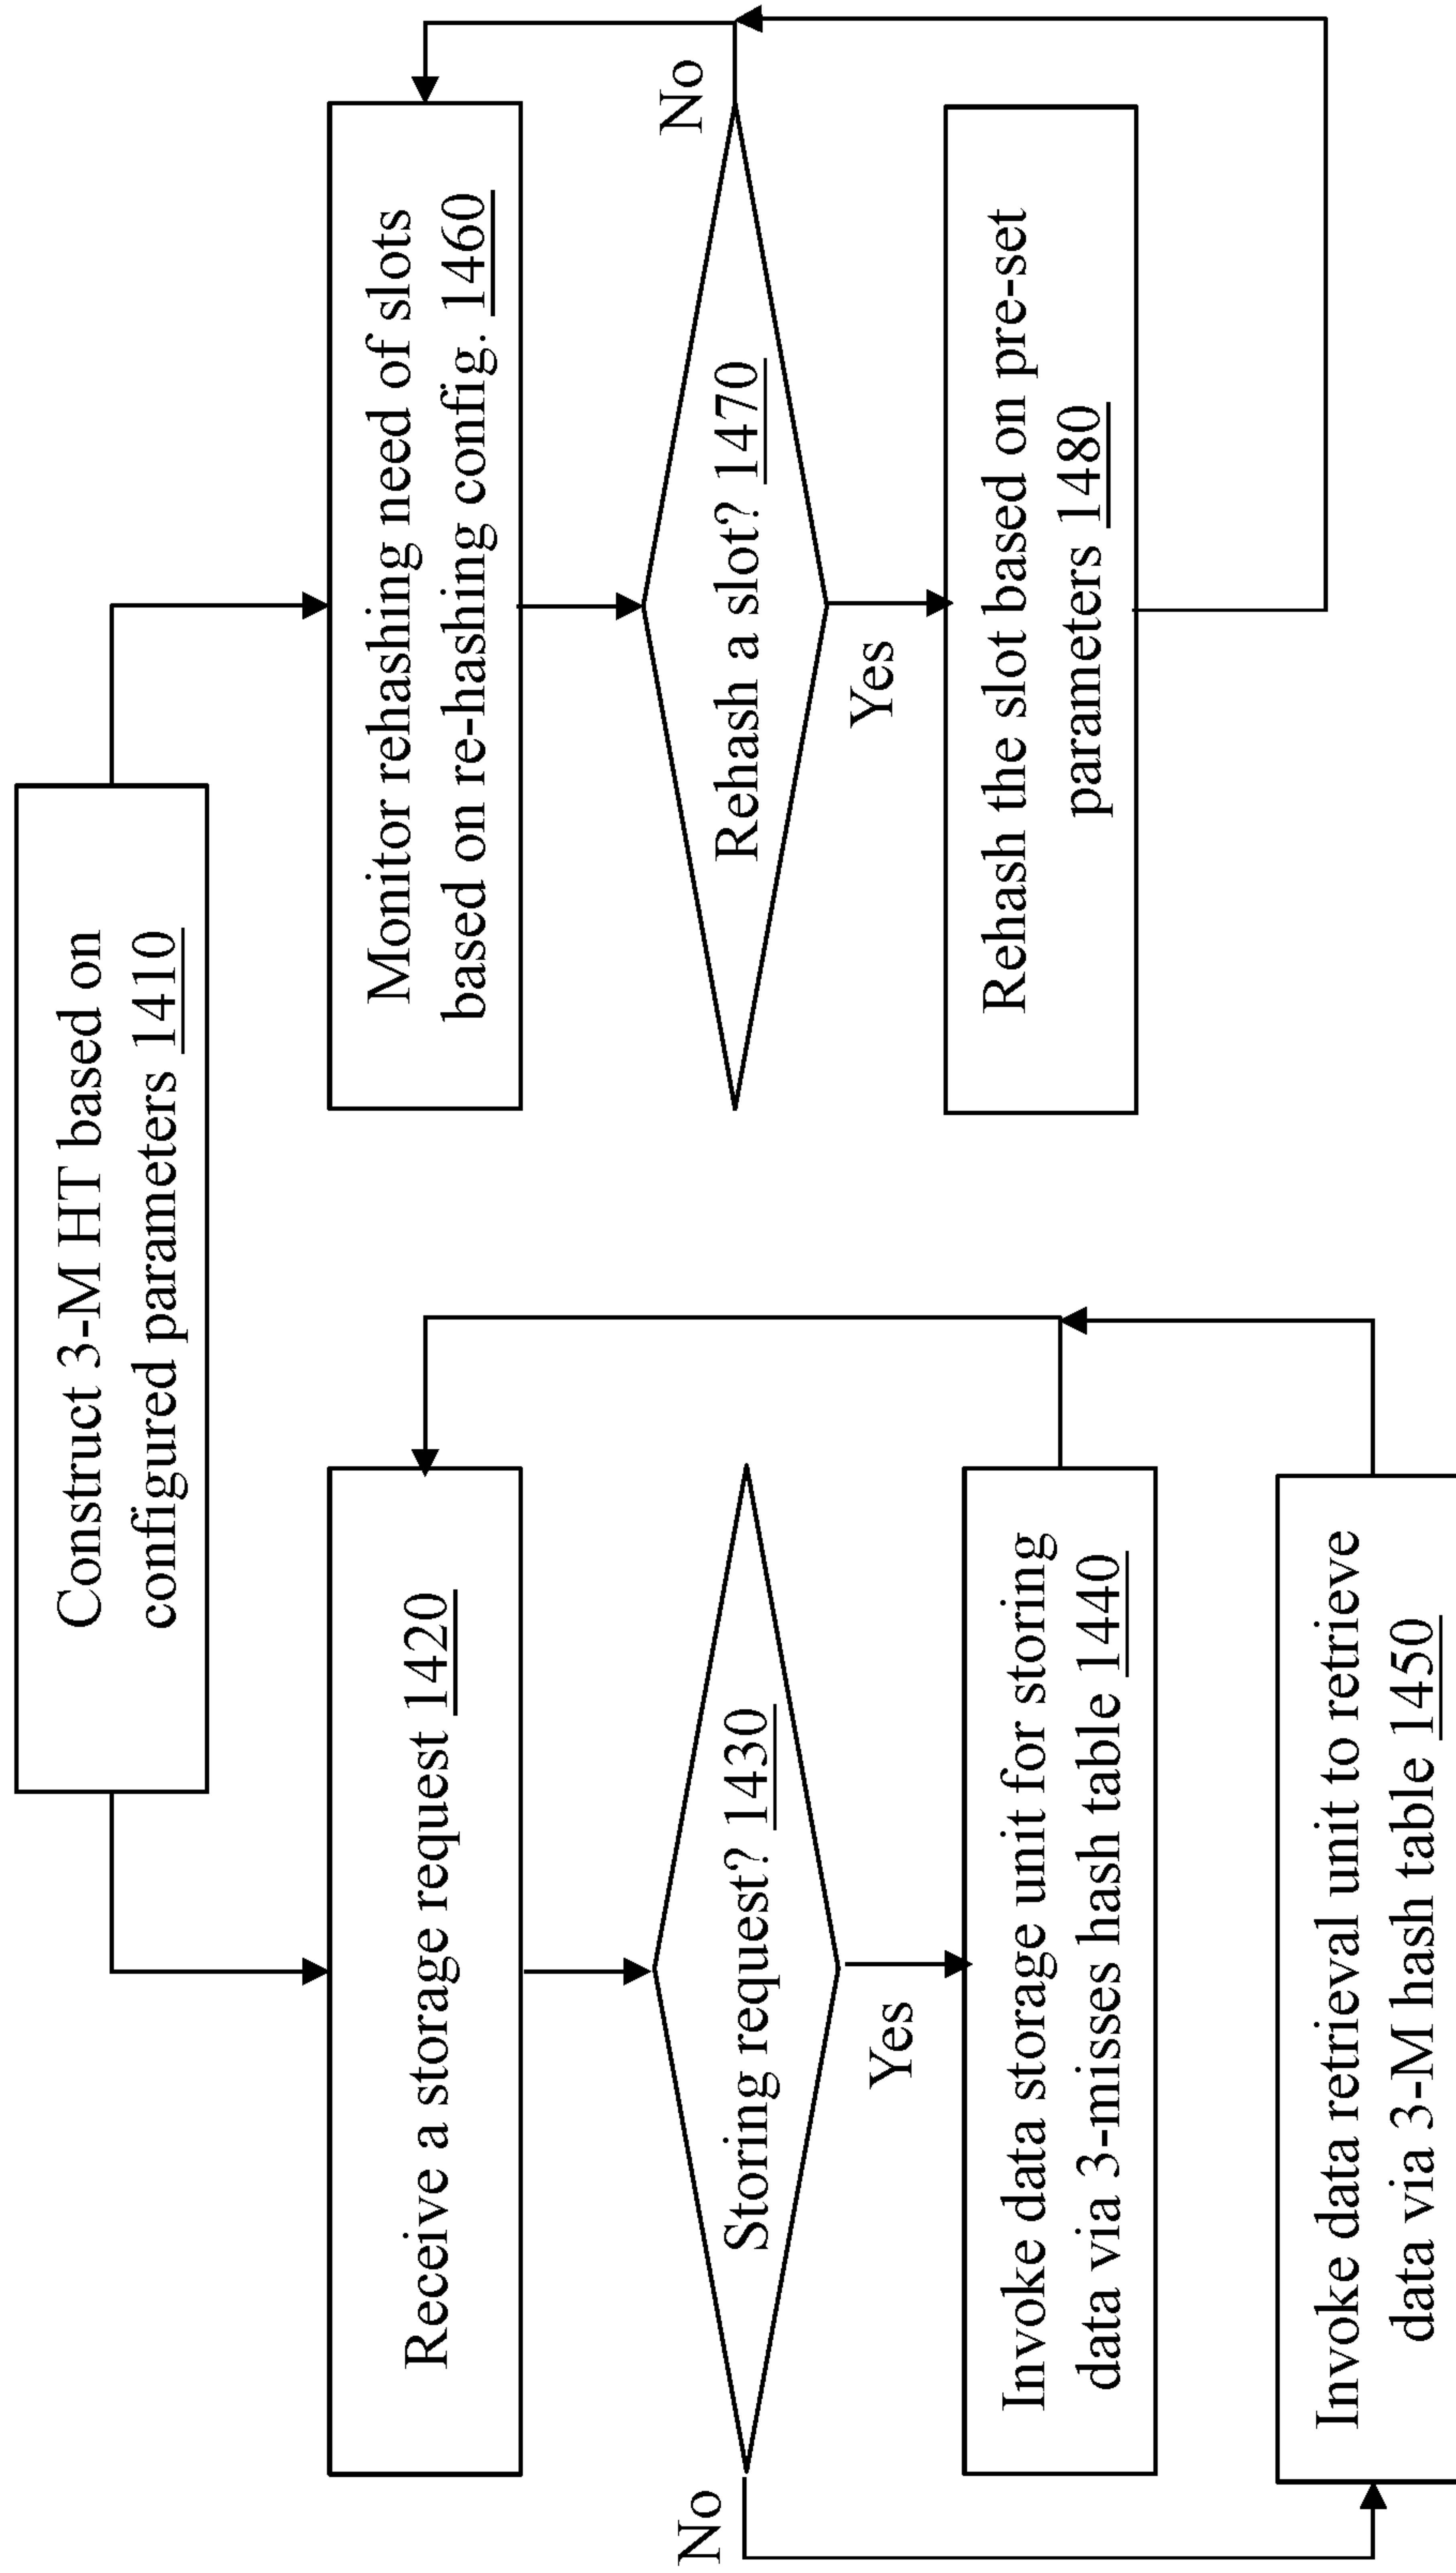 Construct 3-M HT based on
configured parameters 1410
Receive a storage request 1420
Storing request? 1430
No
Yes
Invoke data storage unit for storing
data via 3-misses hash table 1440
Invoke data retrieval unit to retrieve
data via 3-M hash table 1450
Monitor rehashing need of slots
based on re-hashing config. 1460
Rehash a slot? 1470
No
Yes
Rehash the slot based on pre-set
parameters 1480